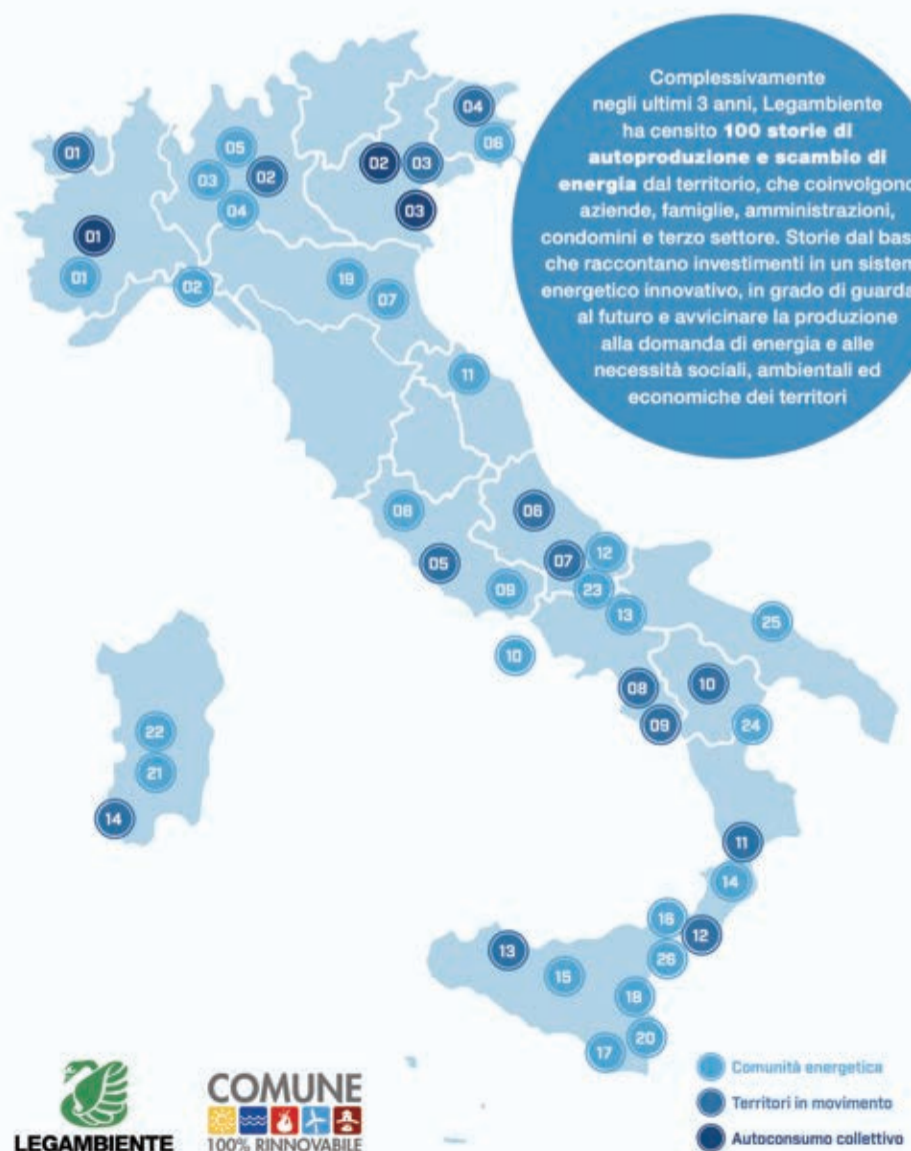 Complessivamente
negli ultimi 3 anni, Legambiente
ha censito 100 storie di
autoproduzione e scambio di
energia dal territorio, che coinvolgono
aziende, famiglie, amministrazioni,
condomini e terzo settore. Storie dal bas
che raccontano investimenti in un sistem
energetico innovativo, in grado di guarda
al futuro e avvicinare la produzione
alla domanda di energia e alle
necessità sociali, ambientali ed
economiche dei territori
04
01
05
06
02
03
03
02
04
03
01
01
02
19
07
11
08
06
05
07
12
09
23
13
25
10
08
10
09
24
22
21
14
11
14
16
12
13
26
15
18
20
17
Comunità energetica
Territori in movimento
Autoconsumo collettivo
LEGAMBIENTE
COMUNE
100% RINNOVABILE